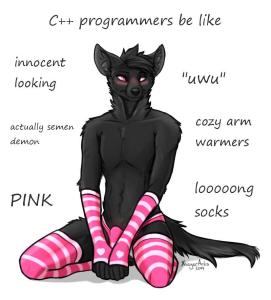 C++ programmers be like
innocent
looking
"uwu"
actually semen
demon
cozy arm
warmers
PINK
looooong
socks